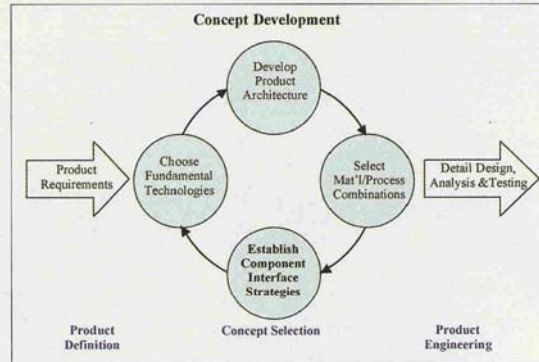 Concept Development
Develop
Product
Architecture
Product
Requirements
Choose
Fundamental
Technologies
Select
Mat'l/Process
Combinations
Detail Design,
Analysis &Testing
Establish
Component
Interface
Strategies
Product
Definition
Concept Selection
Product
Engineering